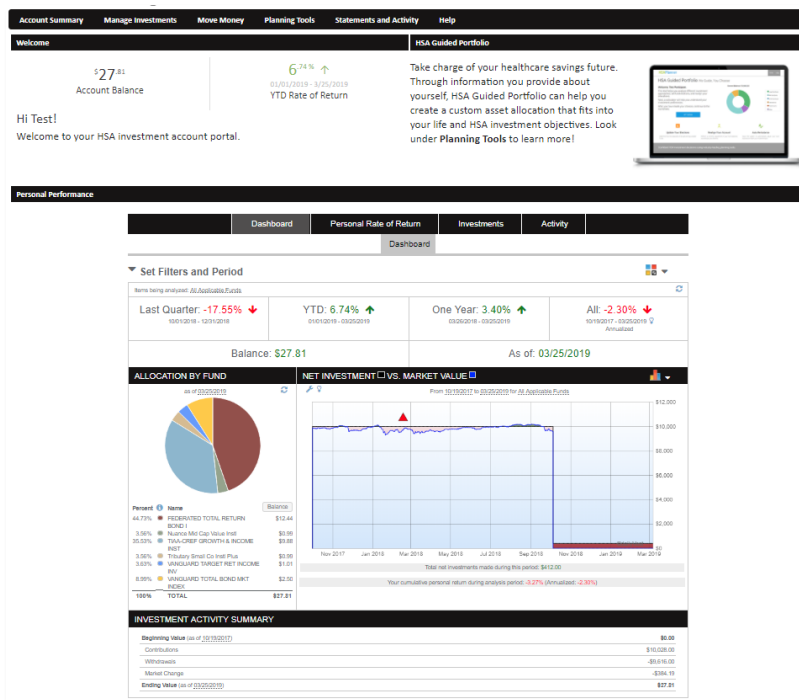 Account Summary Manage Investments Move Money Planning Tools Statements and Activity Help
Welcome
$27.81
Account Balance
6.74% ↑
01/01/2019 - 3/25/2019
YTD Rate of Return
Hi Test!
Welcome to your HSA investment account portal.
HSA Guided Portfolio
Take charge of your healthcare savings future.
Through information you provide about
yourself, HSA Guided Portfolio can help you
create a custom asset allocation that fits into
your life and HSA investment objectives. Look
under Planning Tools to learn more!
Personal Performance
Dashboard Personal Rate of Return Investments Activity
Dashboard
Set Filters and Period
Items being analyzed: All Applicable Funds
Last Quarter: -17.55%
10/01/2018 - 12/31/2018
YTD: 6.74%
01/01/2019 - 03/25/2019
One Year: 3.40%
03/26/2018 - 03/25/2019
All: -2.30%
10/19/2017 - 03/25/2019
Annualized
Balance: $27.81
As of: 03/25/2019
ALLOCATION BY FUND
as of 03/25/2019
Percent Name Balance
44.73% FEDERATED TOTAL RETURN BOND I $12.44
3.56% Nuance Mid Cap Value Inst $0.99
35.53% TIAA-CREF GROWTH & INCOME INST $9.88
3.56% Tributary Small Co Inst Plus $0.99
3.63% VANGUARD TARGET RET INCOME INV $1.01
8.99% VANGUARD TOTAL BOND MKT INDEX $2.50
100% TOTAL $27.81
NET INVESTMENT VS. MARKET VALUE
From 10/19/2017 to 03/25/2019 for All Applicable Funds
$12,000
$10,000
$8,000
$6,000
$4,000
$2,000
$0
Nov 2017 Jan 2018 Mar 2018 May 2018 Jul 2018 Sep 2018 Nov 2018 Jan 2019 Mar 2019
Total net investments made during this period: $412.00
Your cumulative personal return during analysis period: -3.27% (Annualized: -2.30%)
INVESTMENT ACTIVITY SUMMARY
Beginning Value (as of 10/19/2017) $0.00
Contributions $10,028.00
Withdrawals -$9,616.00
Market Change -$384.19
Ending Value (as of 03/25/2019) $27.81